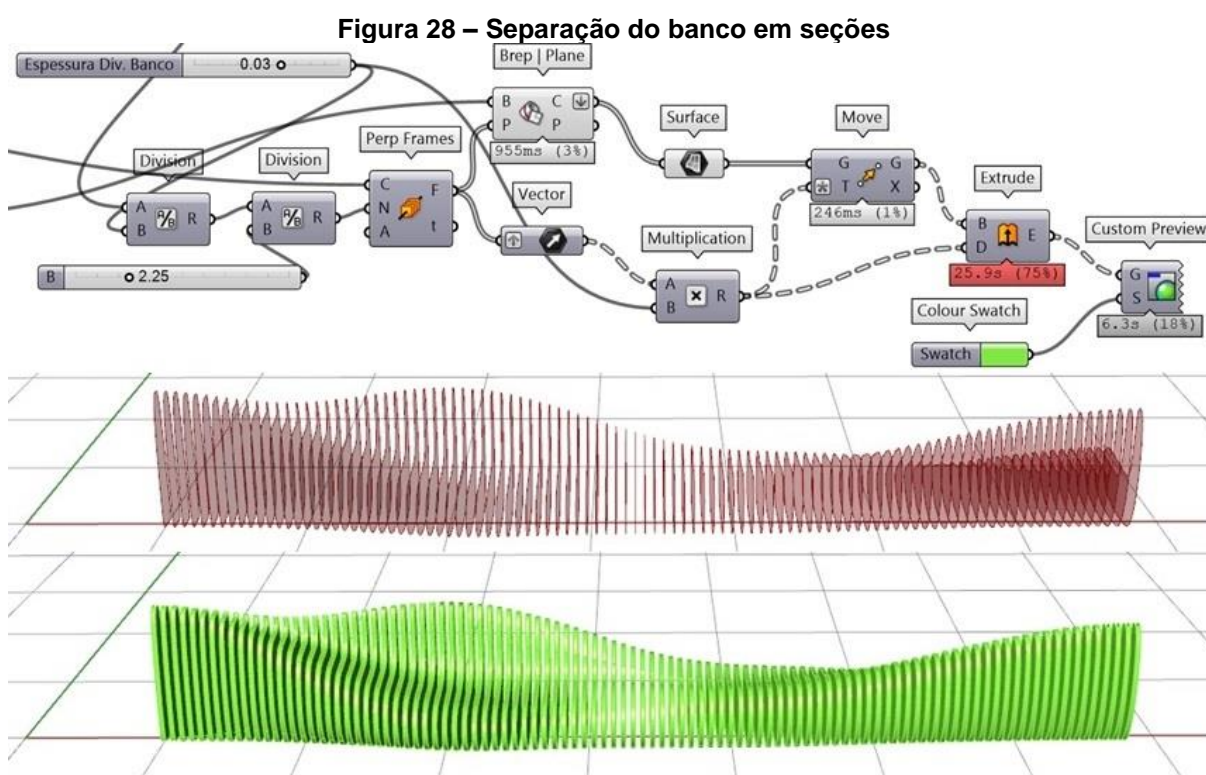 Figura 28 – Separação do banco em seções
Espessura Div. Banco 0.03
Brep | Plane
B C
P P
955ms (3%)
Perp Frames
C F
N
A t
Division
A R
B
A/B
Division
A R
B
A/B
B 2.25
Vector
Surface
Move
G G
T X
246ms (1%)
Multiplication
A R
B
Extrude
B E
D
25.9s (75%)
Custom Preview
G
S
6.3s (18%)
Colour Swatch
Swatch